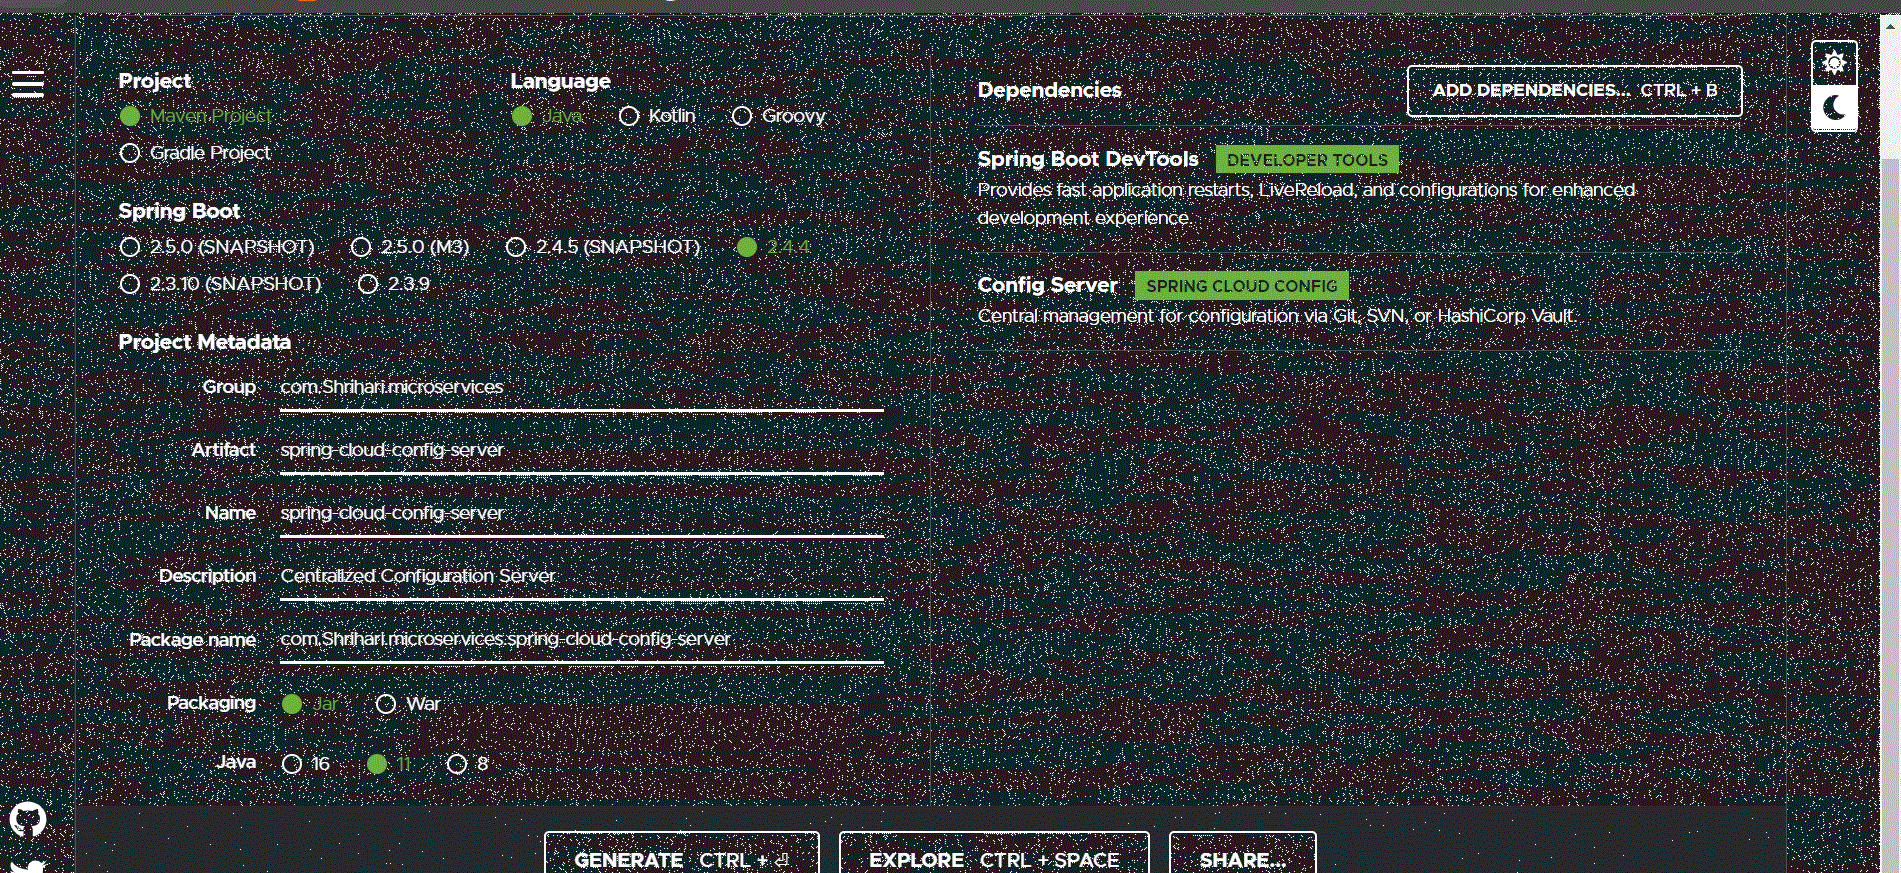 Project
Maven Project
Gradle Project
Language
Java Kotlin Groovy
Spring Boot
2.5.0 (SNAPSHOT) 2.5.0 (M3) 2.4.5 (SNAPSHOT) 2.4.4
2.3.10 (SNAPSHOT) 2.3.9
Project Metadata
Group com.Shrihari.microservices
Artifact spring-cloud-config-server
Name spring-cloud-config-server
Description Centralized Configuration Server
Package name com.Shrihari.microservices.spring-cloud-config-server
Packaging Jar War
Java 16 11 8
Dependencies ADD DEPENDENCIES... CTRL + B
Spring Boot DevTools DEVELOPER TOOLS
Provides fast application restarts, LiveReload, and configurations for enhanced
development experience.
Config Server SPRING CLOUD CONFIG
Central management for configuration via Git, SVN, or HashiCorp Vault.
GENERATE CTRL + ⏎ EXPLORE CTRL + SPACE SHARE...